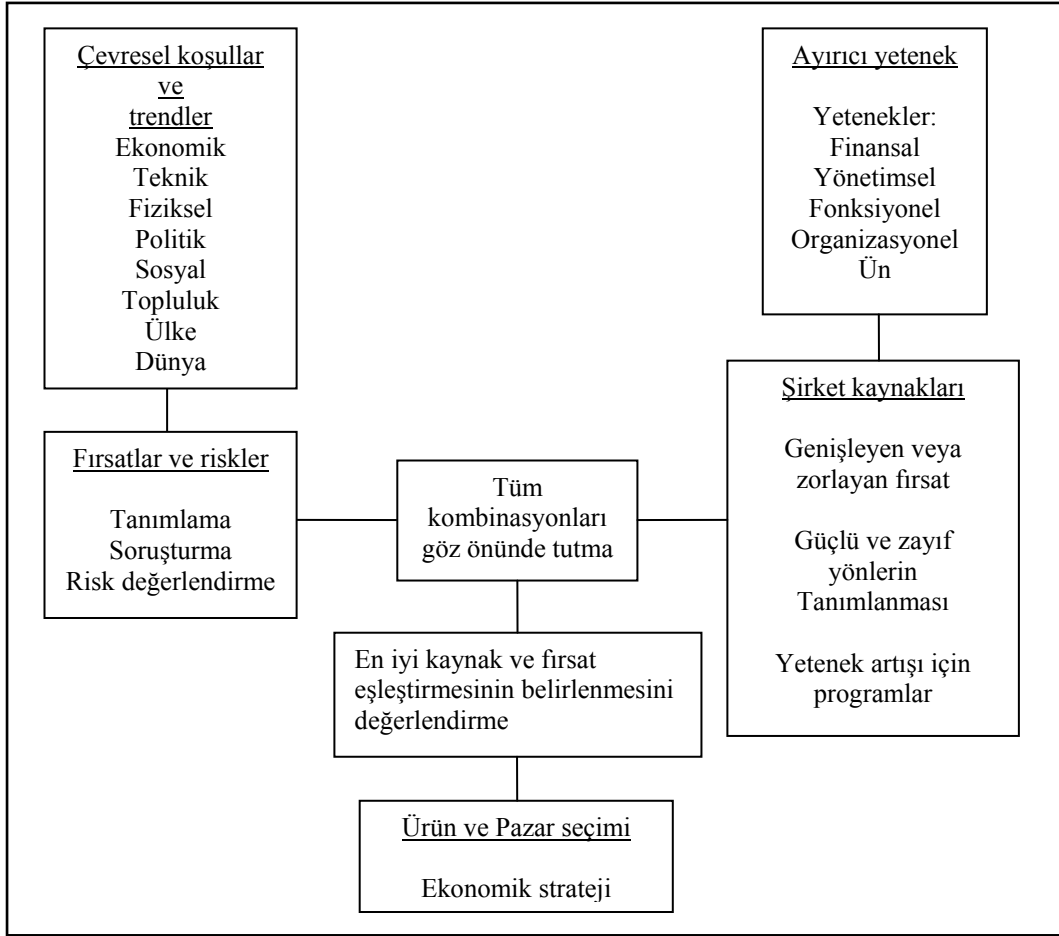 Çevresel koşullar
ve
trendler
Ekonomik
Teknik
Fiziksel
Politik
Sosyal
Topluluk
Ülke
Dünya
Ayırıcı yetenek
Yetenekler:
Finansal
Yönetimsel
Fonksiyonel
Organizasyonel
Ün
Fırsatlar ve riskler
Tanımlama
Soruşturma
Risk değerlendirme
Tüm
kombinasyonları
göz önünde tutma
Şirket kaynakları
Genişleyen veya
zorlayan fırsat
Güçlü ve zayıf
yönlerin
Tanımlanması
Yetenek artışı için
programlar
En iyi kaynak ve fırsat
eşleştirmesinin belirlenmesini
değerlendirme
Ürün ve Pazar seçimi
Ekonomik strateji